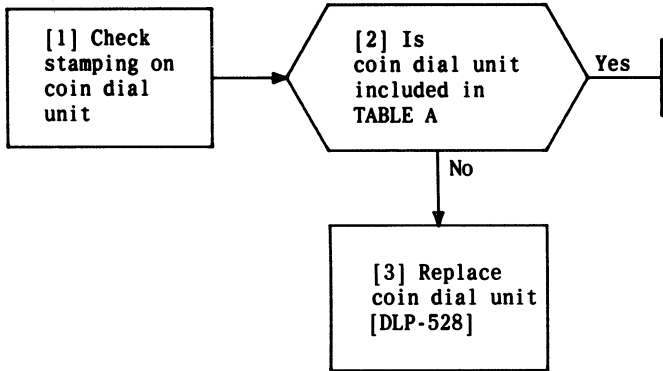 [1] Check
stamping on
coin dial
unit
[2] Is
coin dial unit
included in
TABLE A
Yes
No
[3] Replace
coin dial unit
[DLP-528]